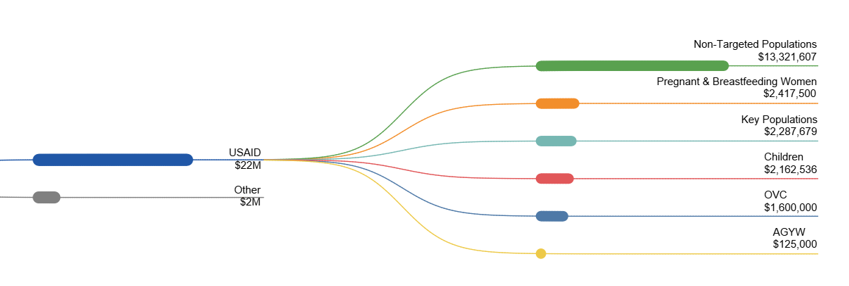 USAID
$22M
Other
$2M
Non-Targeted Populations
$13,321,607
Pregnant & Breastfeeding Women
$2,417,500
Key Populations
$2,287,679
Children
$2,162,536
OVC
$1,600,000
AGYW
$125,000